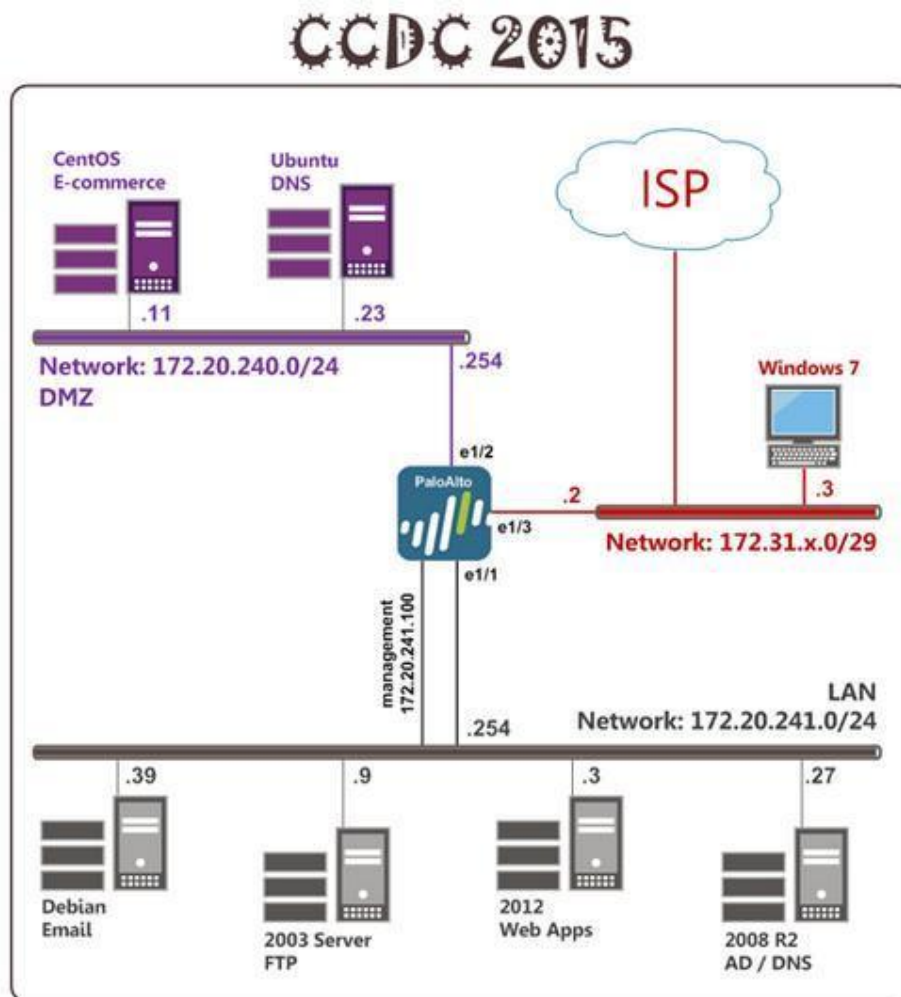 CCDC 2015
CentOS
E-commerce
Ubuntu
DNS
ISP
.11
.23
Network: 172.20.240.0/24
DMZ
.254
Windows 7
e1/2
PaloAlto
.2
.3
e1/3
Network: 172.31.x.0/29
e1/1
management
172.20.241.100
LAN
Network: 172.20.241.0/24
.254
.39
.9
.3
.27
Debian
Email
2003 Server
FTP
2012
Web Apps
2008 R2
AD / DNS